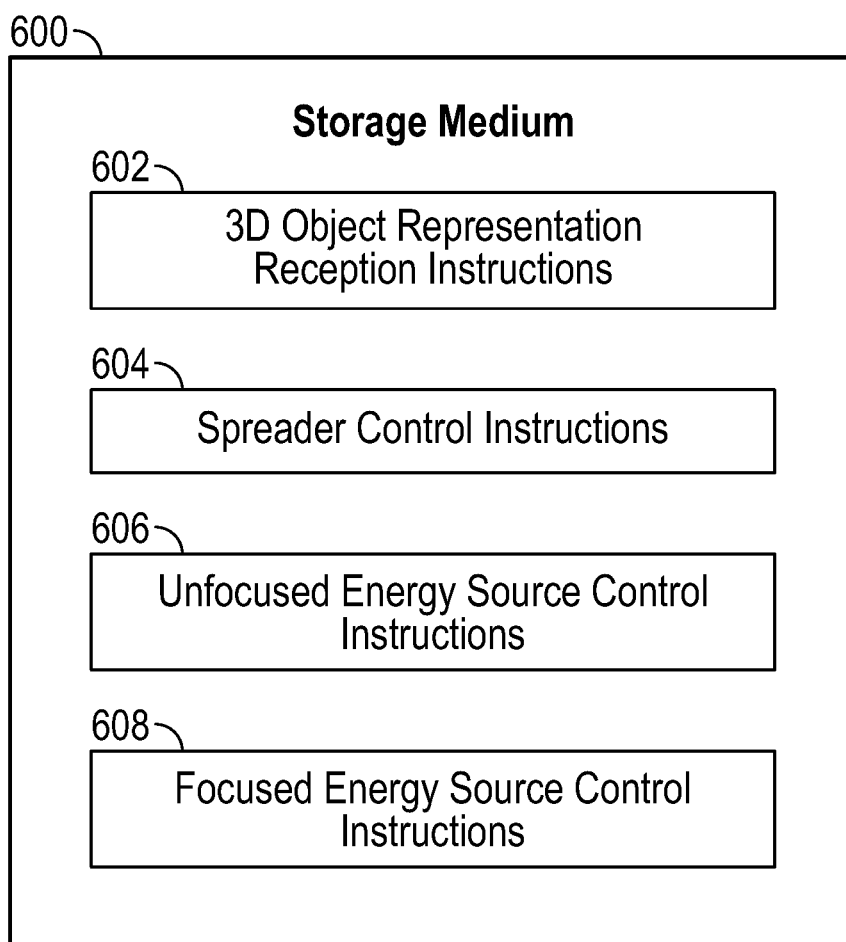 600
Storage Medium
602
3D Object Representation
Reception Instructions
604
Spreader Control Instructions
606
Unfocused Energy Source Control
Instructions
608
Focused Energy Source Control
Instructions